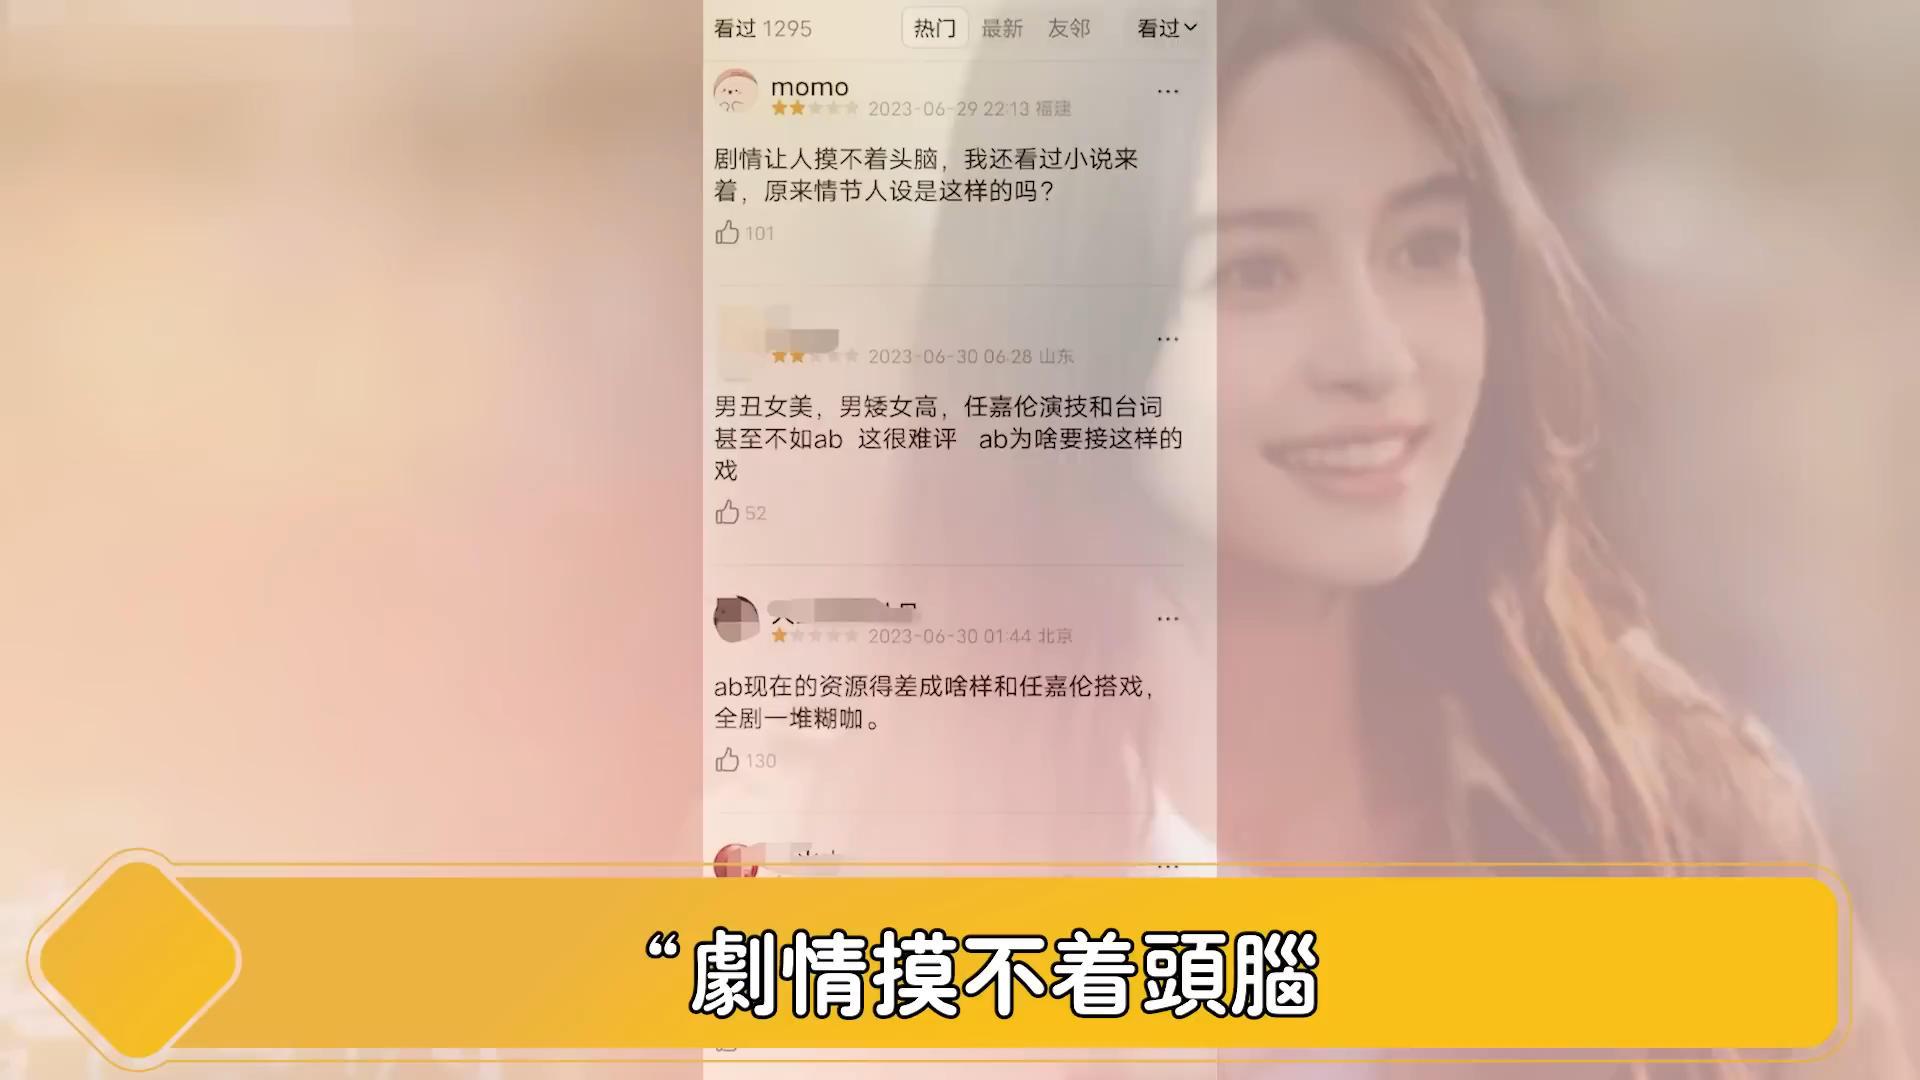 看过 1295 热门 最新 友邻 看过
momo
2023-06-29 22:13 福建
剧情让人摸不着头脑，我还看过小说来
着，原来情节人设是这样的吗？
101
2023-06-30 06:28 山东
男丑女美，男矮女高，任嘉伦演技和台词
甚至不如ab 这很难评 ab为啥要接这样的
戏
52
2023-06-30 01:44 北京
ab现在的资源得差成啥样和任嘉伦搭戏，
全剧一堆糊咖。
130
“劇情摸不着頭腦